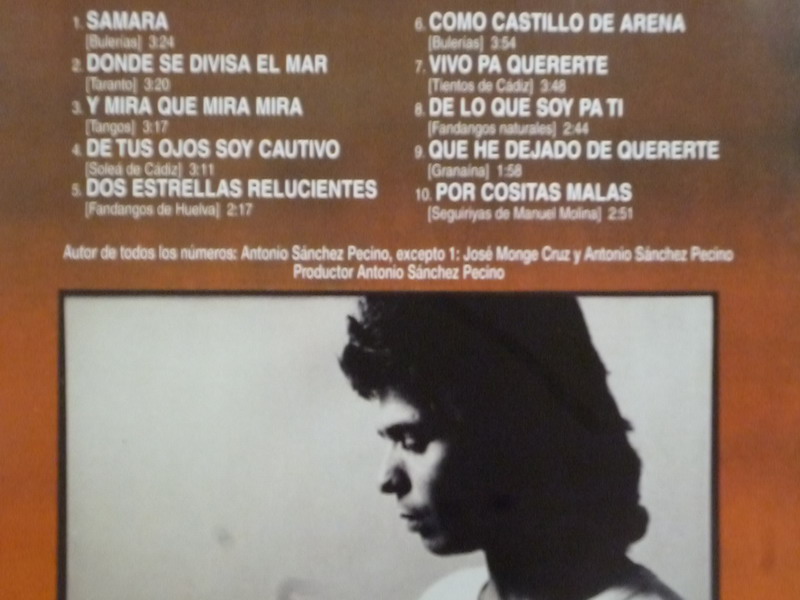 1. SAMARA
[Bulerías] 3:24
2. DONDE SE DIVISA EL MAR
[Taranto] 3:20
3. Y MIRA QUE MIRA MIRA
[Tangos] 3:17
4. DE TUS OJOS SOY CAUTIVO
[Soleá de Cádiz] 3:11
5. DOS ESTRELLAS RELUCIENTES
[Fandangos de Huelva] 2:17
6. COMO CASTILLO DE ARENA
[Bulerías] 3:54
7. VIVO PA QUERERTE
[Tientos de Cádiz] 3:48
8. DE LO QUE SOY PA TI
[Fandangos naturales] 2:44
9. QUE HE DEJADO DE QUERERTE
[Granaína] 1:58
10. POR COSITAS MALAS
[Seguiriyas de Manuel Molina] 2:51
Autor de todos los números: Antonio Sánchez Pecino, excepto 1: José Monge Cruz y Antonio Sánchez Pecino
Productor Antonio Sánchez Pecino